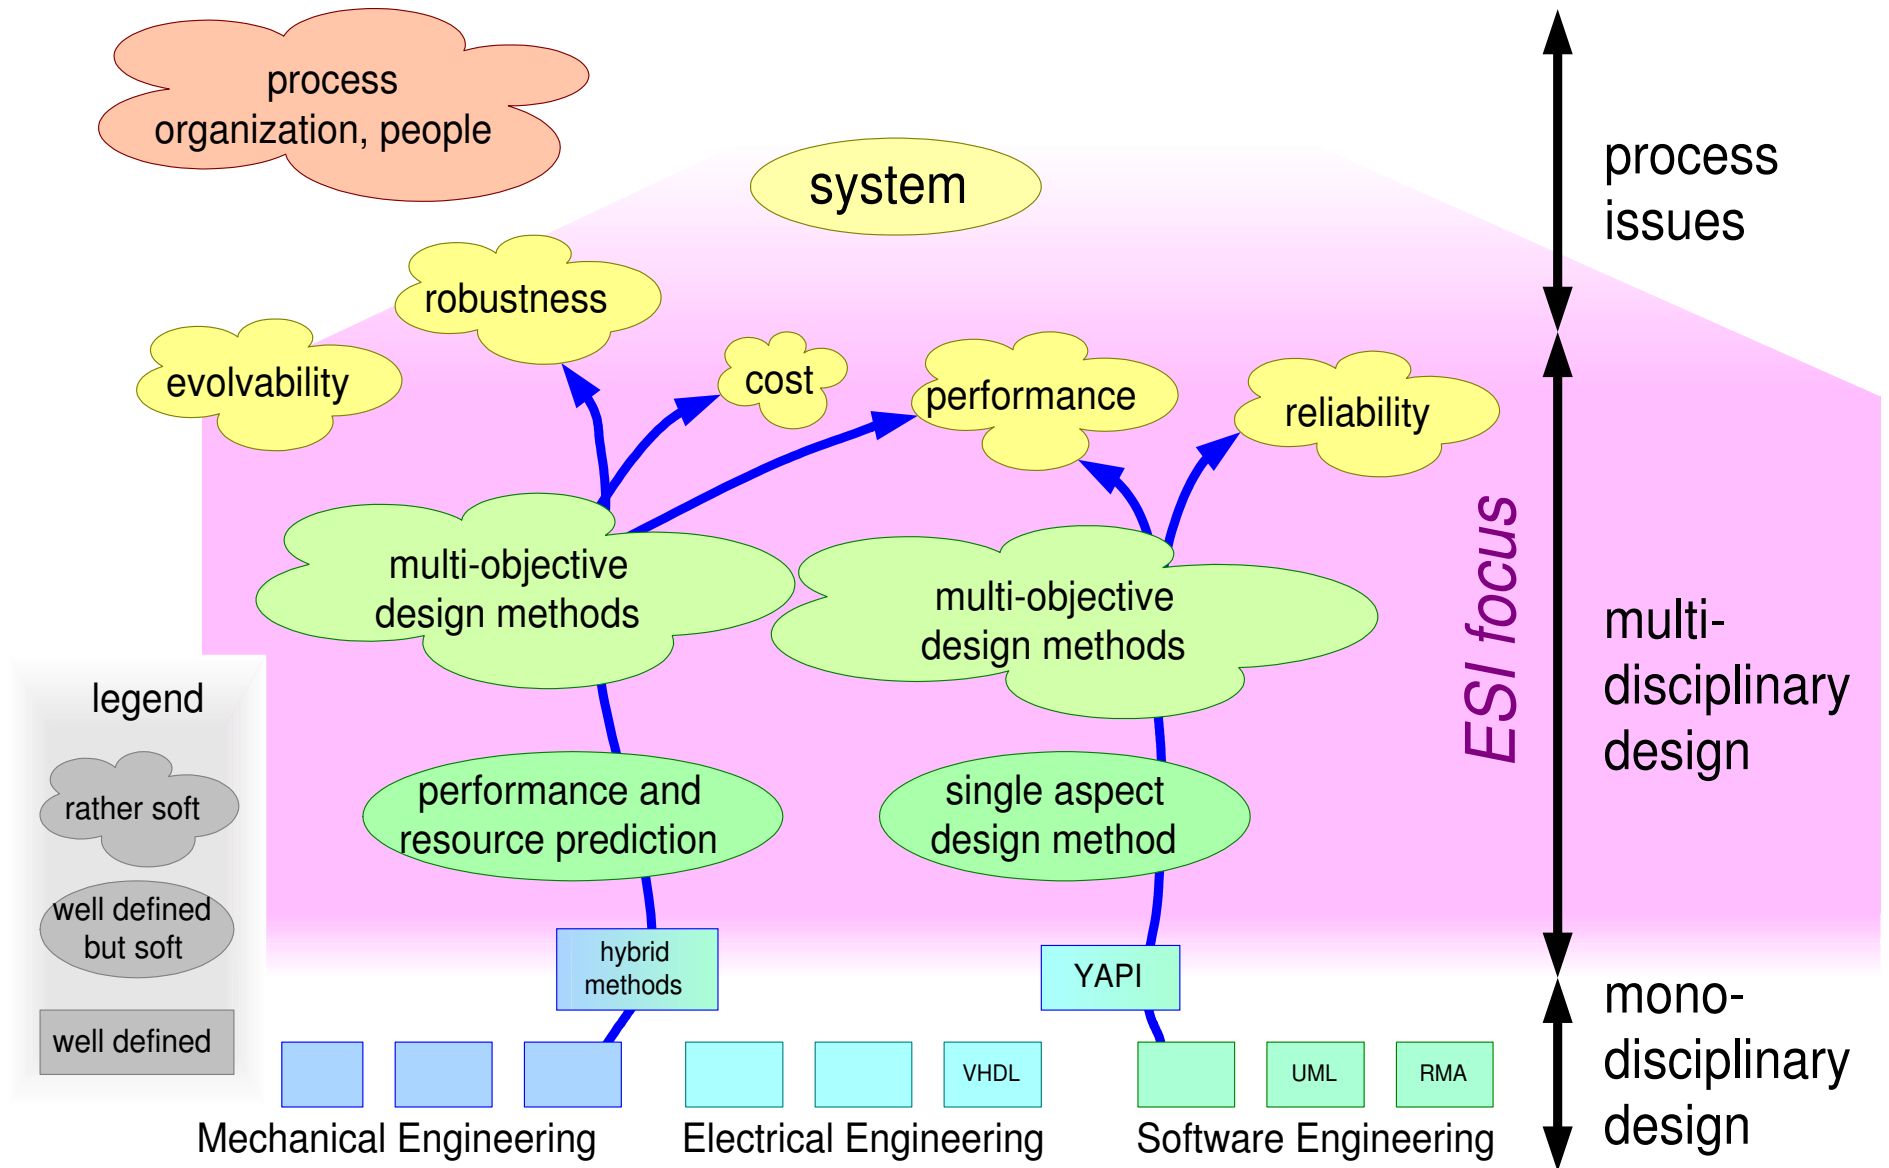 process
organization, people
system
process
issues
robustness
evolvability
cost
performance
reliability
multi-objective
design methods
multi-objective
design methods
ESI focus
multi-
disciplinary
design
legend
rather soft
well defined
but soft
well defined
performance and
resource prediction
single aspect
design method
hybrid
methods
YAPI
mono-
disciplinary
design
VHDL
UML
RMA
Mechanical Engineering
Electrical Engineering
Software Engineering